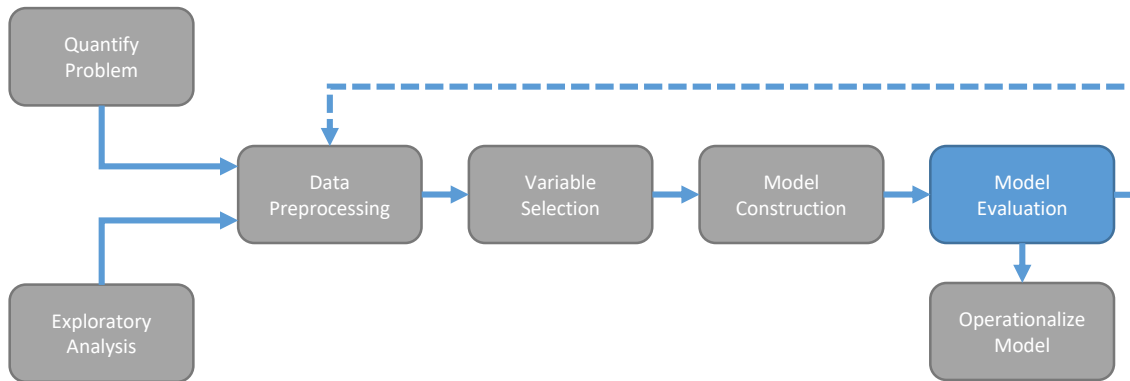 Quantify
Problem
Data
Preprocessing
Variable
Selection
Model
Construction
Model
Evaluation
Exploratory
Analysis
Operationalize
Model